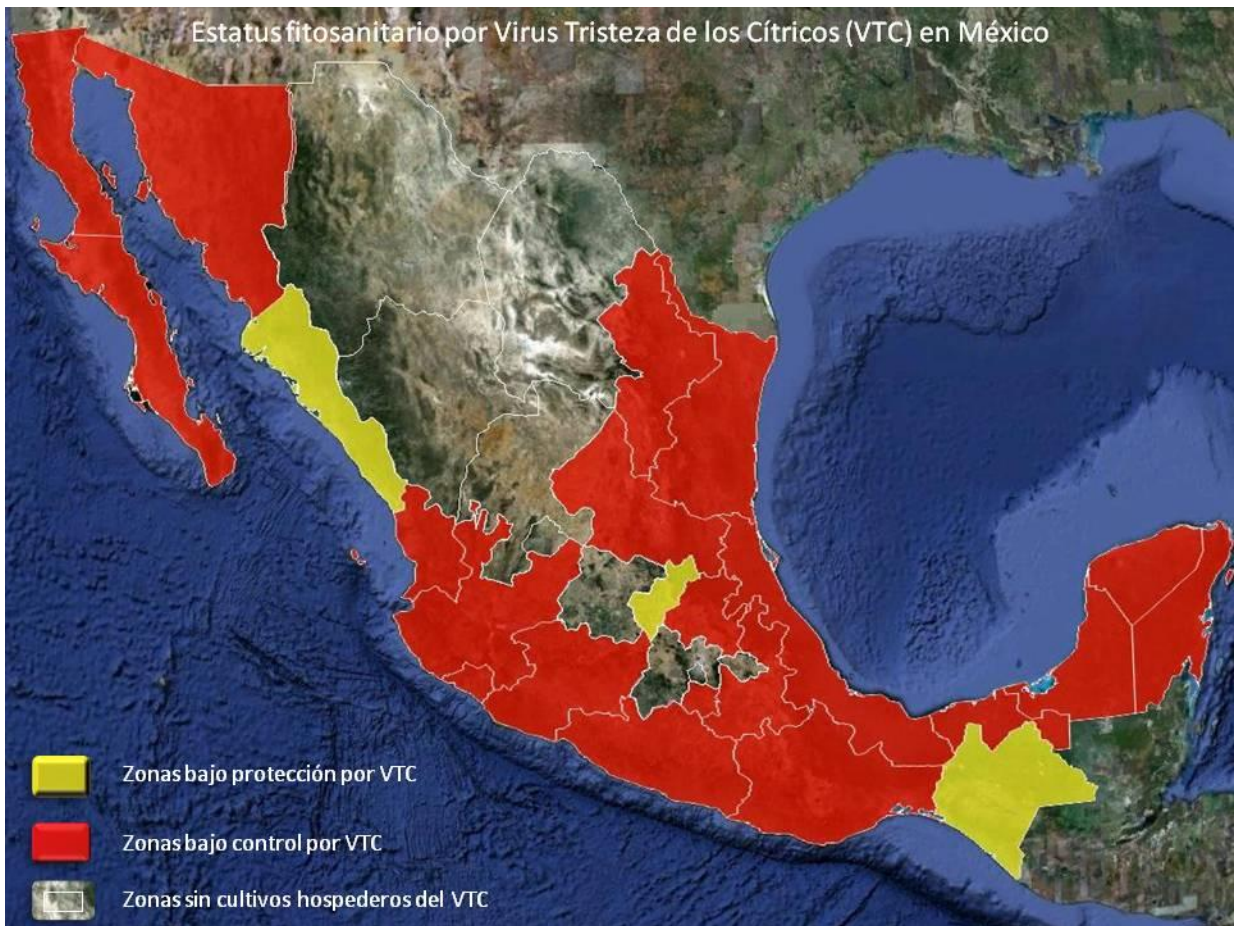 Estatus fitosanitario por Virus Tristeza de los Cítricos (VTC) en México
Zonas bajo protección por VTC
Zonas bajo control por VTC
Zonas sin cultivos hospederos del VTC